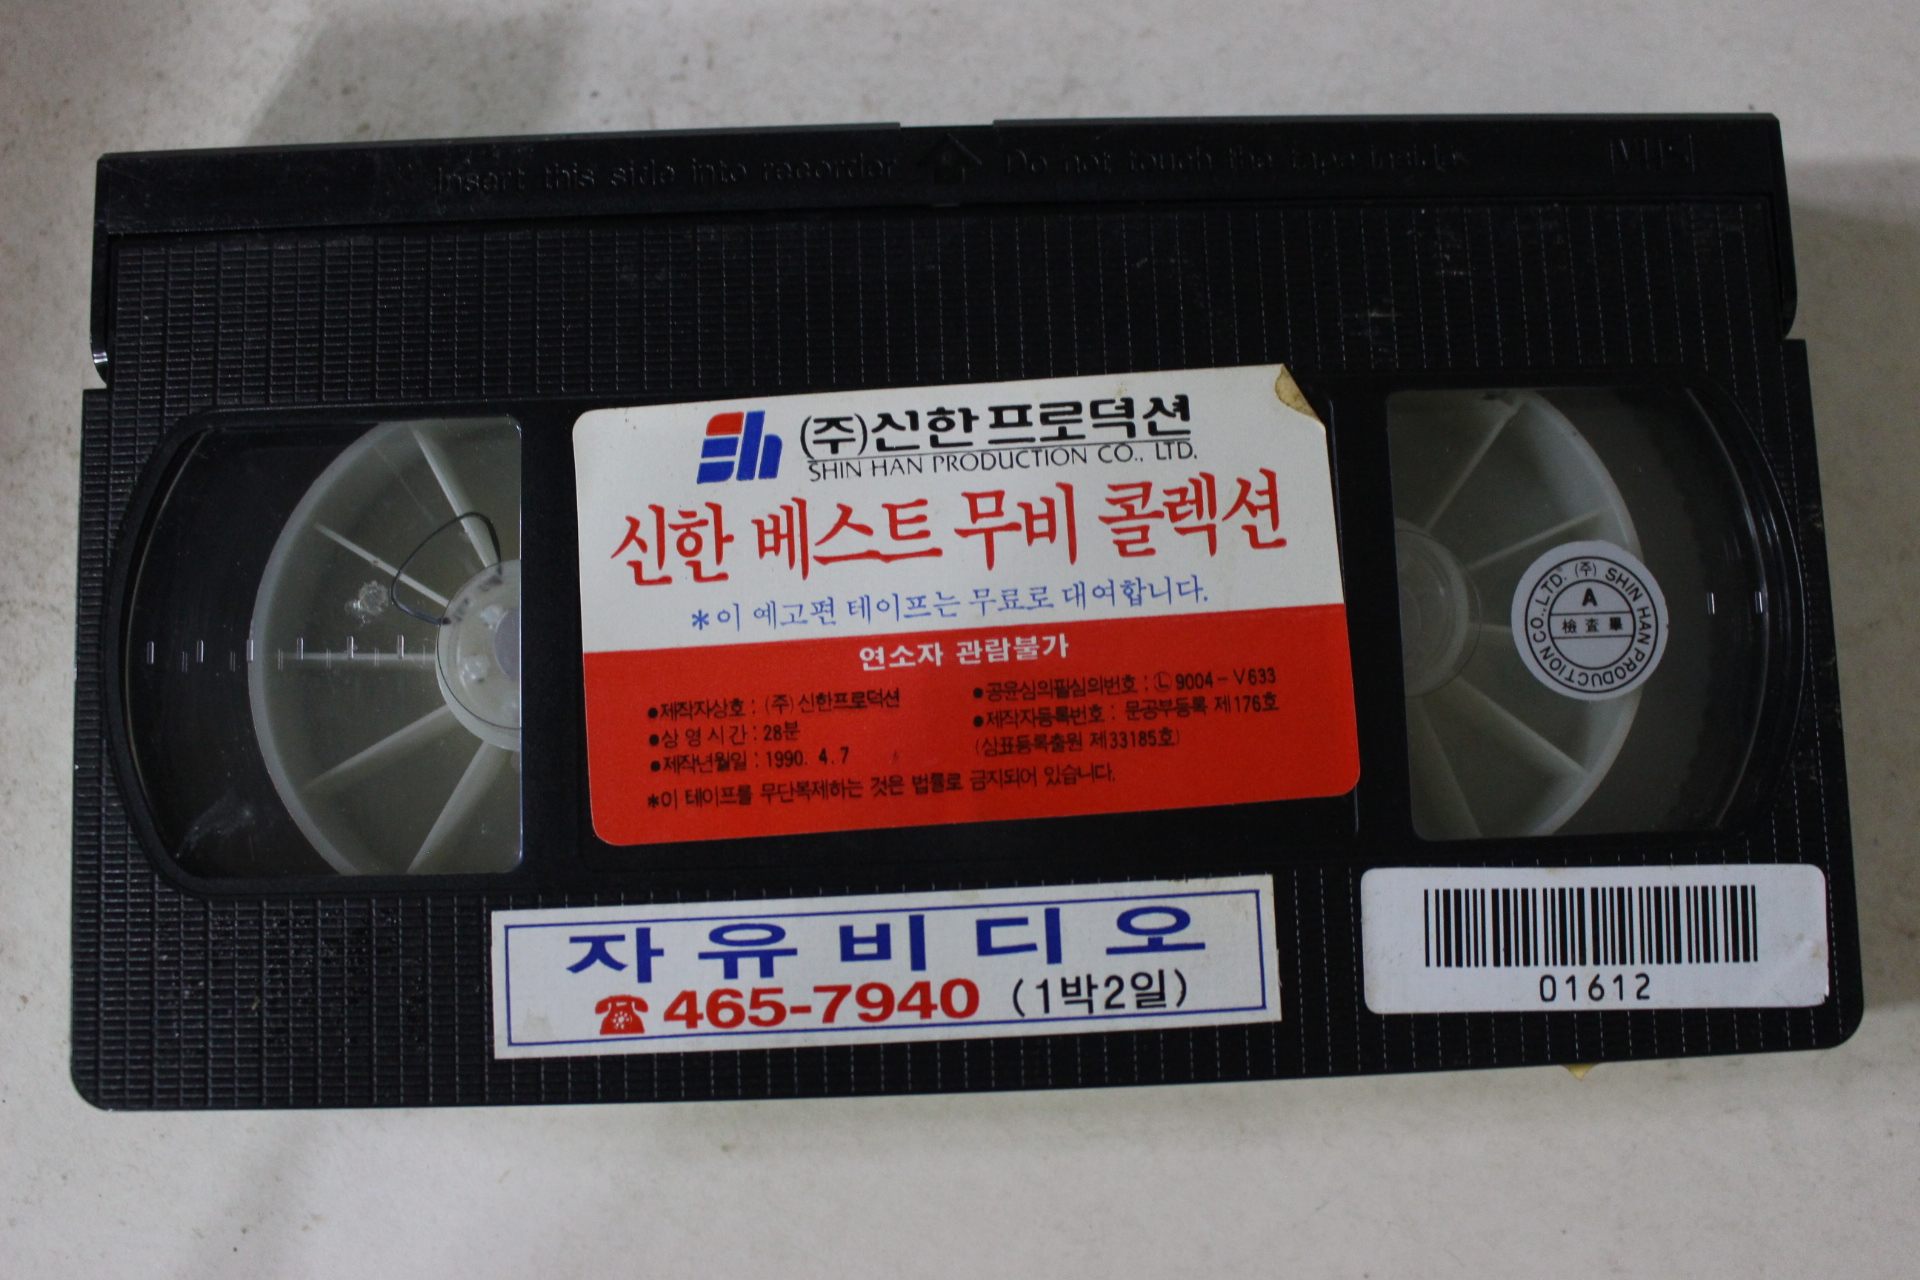 Insert this side into recorder Do not touch the tape inside VHS
(주)신한프로덕션
SHIN HAN PRODUCTION CO., LTD.
신한 베스트 무비 콜렉션
*이 예고편 테이프는 무료로 대여합니다.
연소자 관람불가
●제작자상호 : (주) 신한프로덕션
●상 영 시 간 : 28분
●제작년월일 : 1990. 4. 7
●공윤심의필심의번호 : Ⓛ 9004-V633
●제작자등록번호 : 문공부등록 제176호
(상표등록출원 제33185호)
*이 테이프를 무단복제하는 것은 법률로 금지되어 있습니다.
(주) SHIN HAN PRODUCTION CO., LTD.
A
檢査畢
자유비디오
☎465-7940 (1박2일)
01612